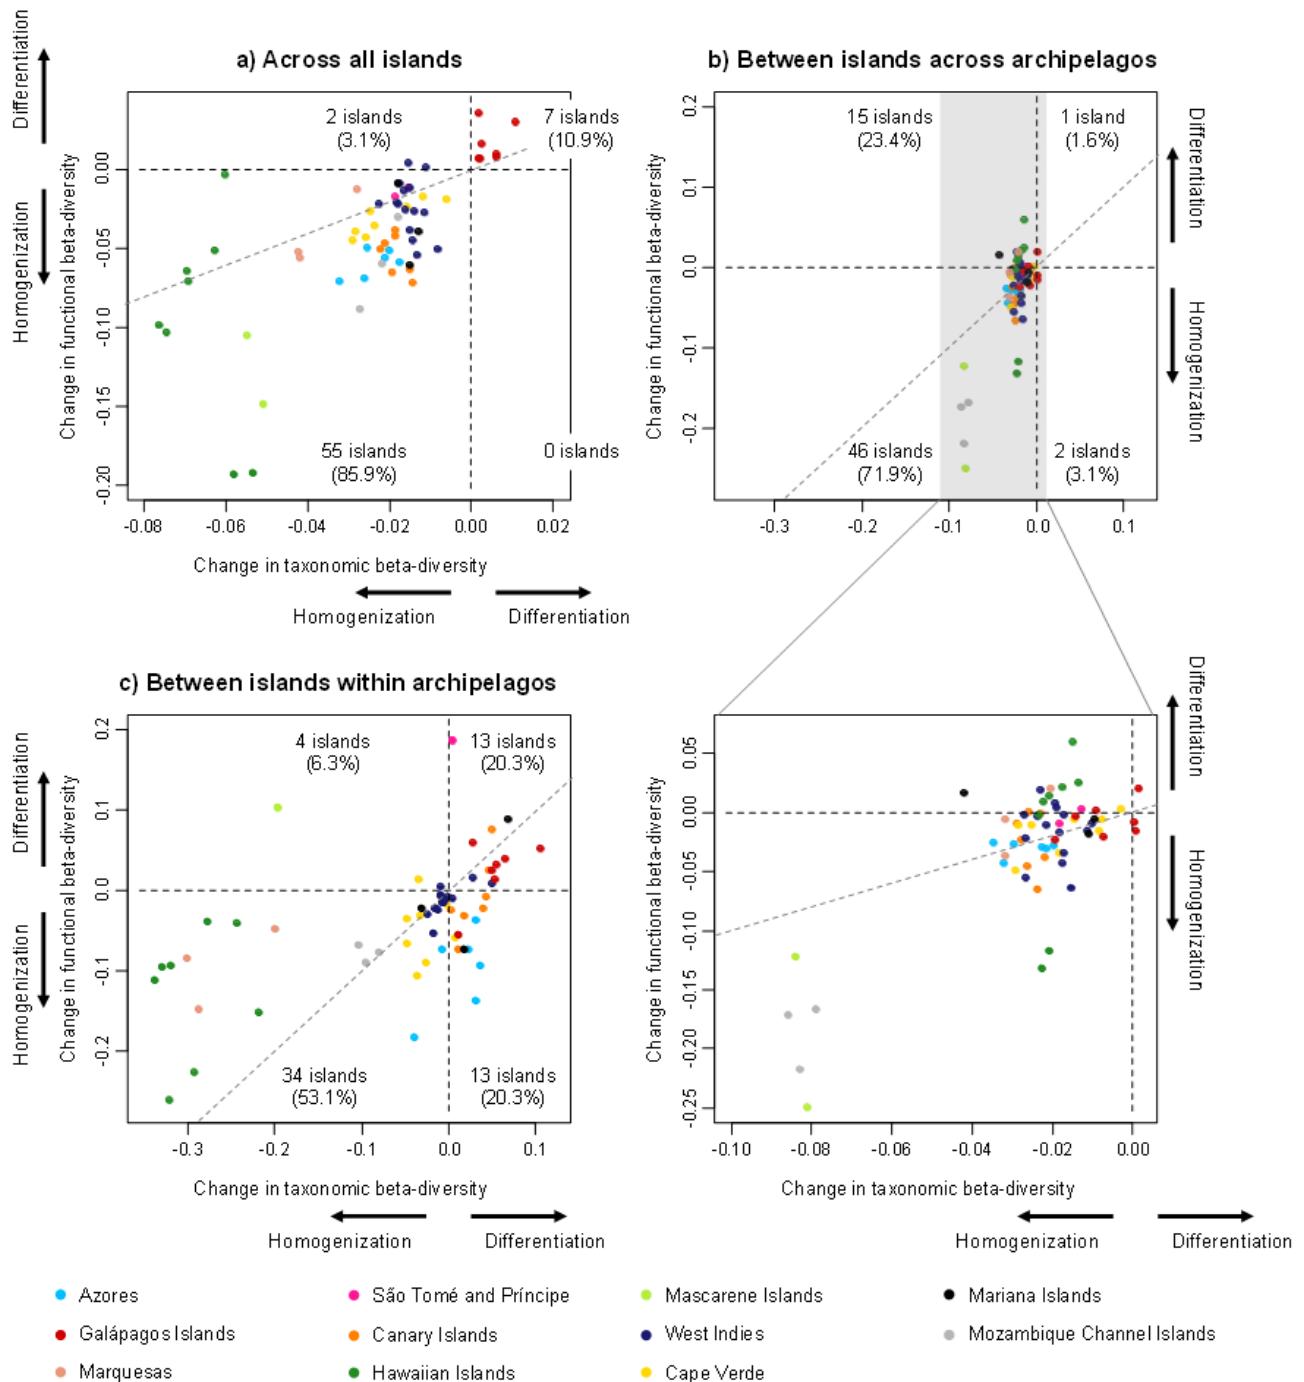 a) Across all islands
Differentiation
Homogenization
Change in functional beta-diversity
0.00
-0.05
-0.10
-0.15
-0.20
2 islands
(3.1%)
7 islands
(10.9%)
55 islands
(85.9%)
0 islands
-0.08
-0.06
-0.04
-0.02
0.00
0.02
Change in taxonomic beta-diversity
Homogenization
Differentiation
b) Between islands across archipelagos
Change in functional beta-diversity
0.2
0.1
0.0
-0.1
-0.2
15 islands
(23.4%)
1 island
(1.6%)
46 islands
(71.9%)
2 islands
(3.1%)
Differentiation
Homogenization
-0.3
-0.2
-0.1
0.0
0.1
c) Between islands within archipelagos
Differentiation
Homogenization
Change in functional beta-diversity
0.2
0.1
0.0
-0.1
-0.2
4 islands
(6.3%)
13 islands
(20.3%)
34 islands
(53.1%)
13 islands
(20.3%)
-0.3
-0.2
-0.1
0.0
0.1
Change in taxonomic beta-diversity
Homogenization
Differentiation
Change in functional beta-diversity
0.05
0.00
-0.05
-0.10
-0.15
-0.20
-0.25
Differentiation
Homogenization
-0.10
-0.08
-0.06
-0.04
-0.02
0.00
Change in taxonomic beta-diversity
Homogenization
Differentiation
Azores
São Tomé and Príncipe
Mascarene Islands
Mariana Islands
Galápagos Islands
Canary Islands
West Indies
Mozambique Channel Islands
Marquesas
Hawaiian Islands
Cape Verde